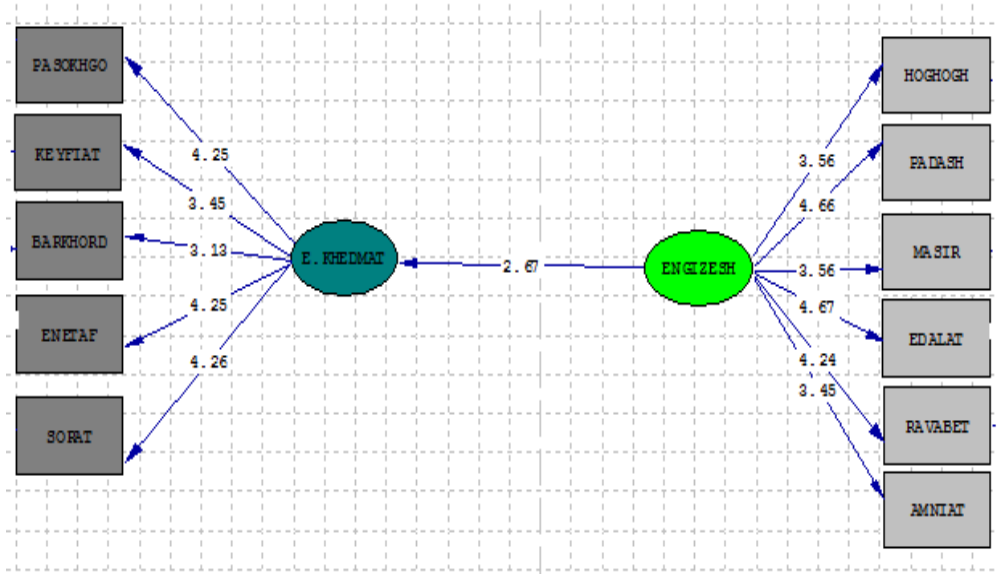 PASOKHGO
KEYFIAT
BARKHORD
ENETAF
SORAT
4.25
3.45
3.13
4.25
4.26
E.KHEDMAT
2.67
ENGIZESH
3.56
4.66
3.56
4.67
4.24
3.45
HOGHOGH
PADASH
MASIR
EDALAT
RAVABET
AMNIAT